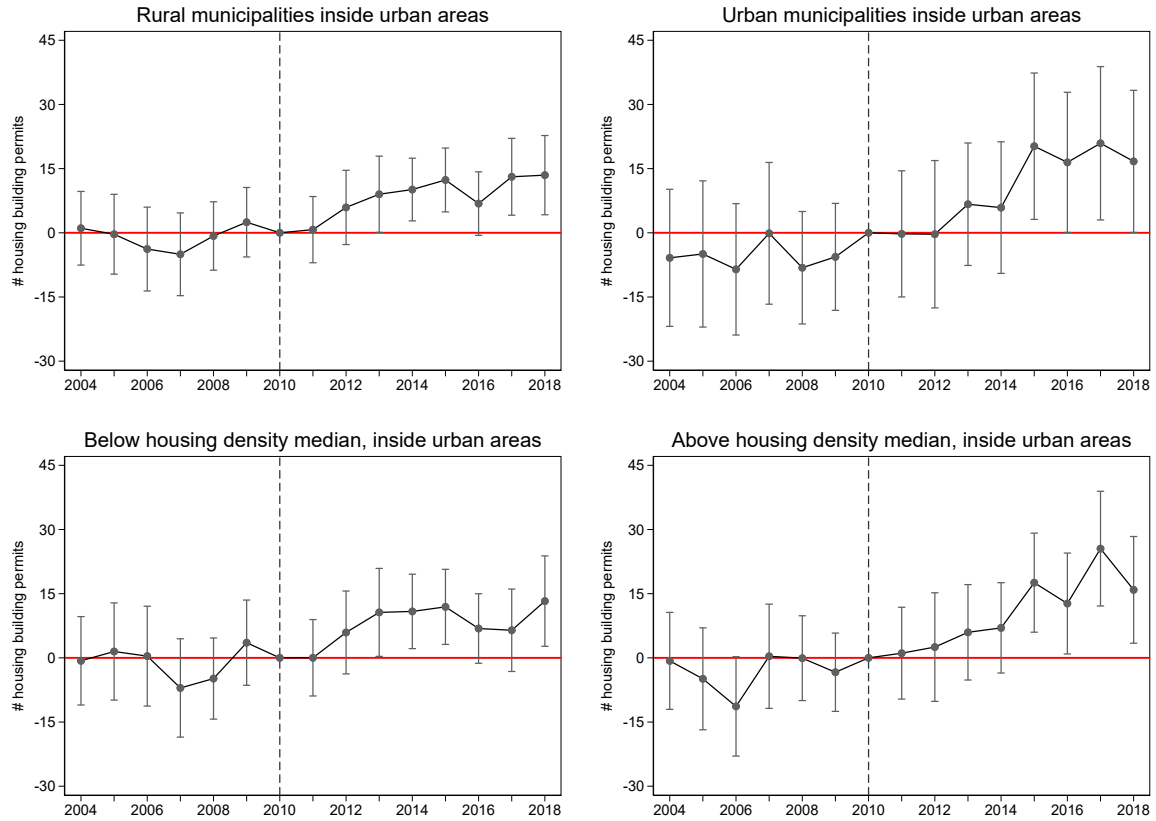 Rural municipalities inside urban areas
45
30
15
0
-15
-30
# housing building permits
2004 2006 2008 2010 2012 2014 2016 2018
Urban municipalities inside urban areas
45
30
15
0
-15
-30
# housing building permits
2004 2006 2008 2010 2012 2014 2016 2018
Below housing density median, inside urban areas
45
30
15
0
-15
-30
# housing building permits
2004 2006 2008 2010 2012 2014 2016 2018
Above housing density median, inside urban areas
45
30
15
0
-15
-30
# housing building permits
2004 2006 2008 2010 2012 2014 2016 2018